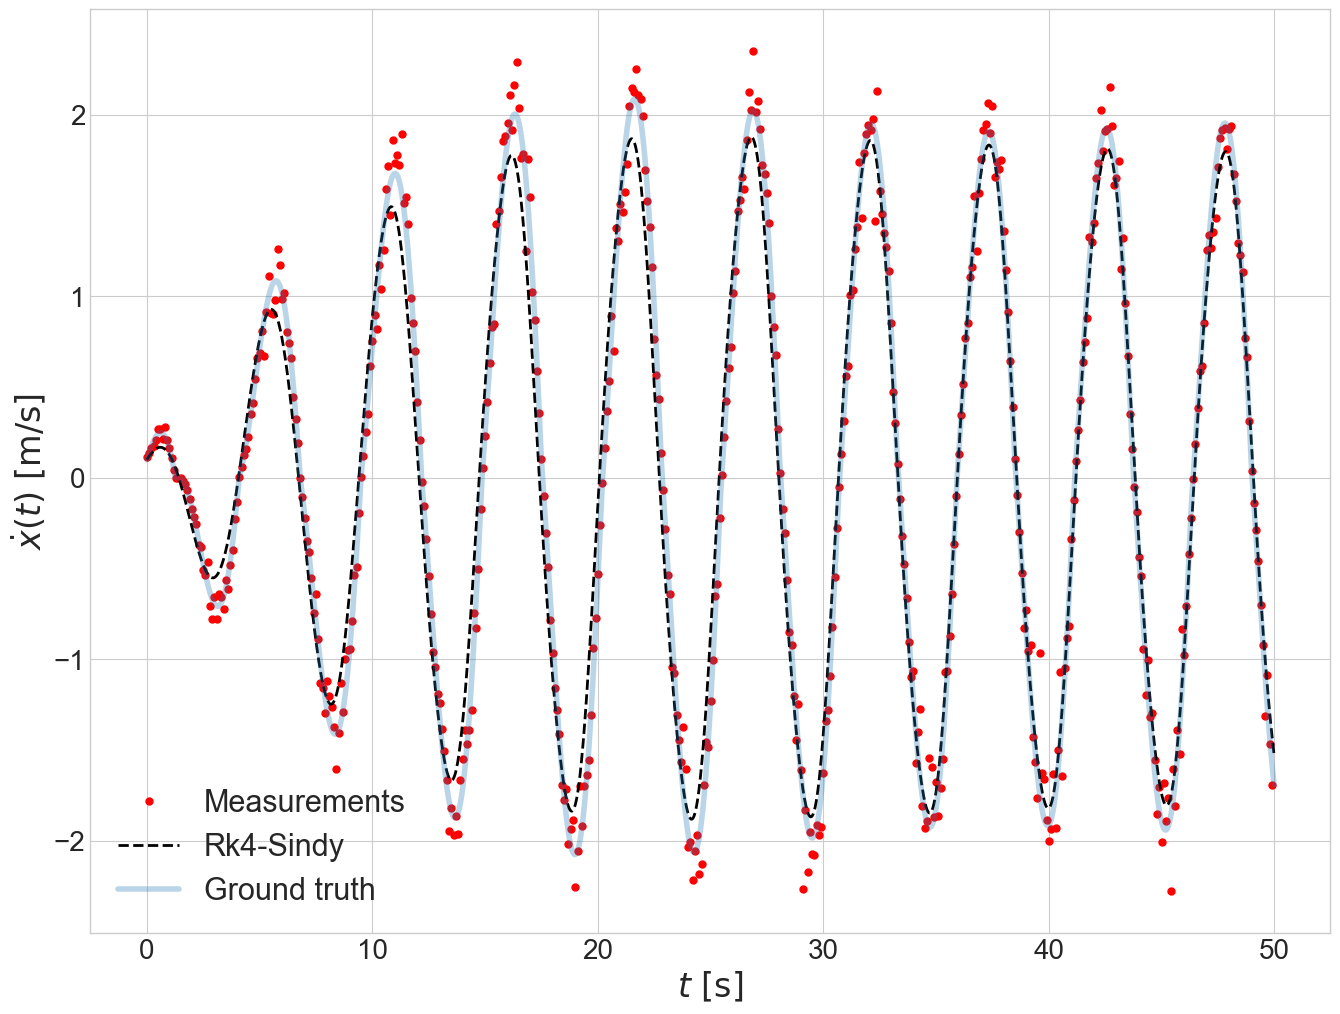 2
1
0
−1
−2
ẋ(t) [m/s]
Measurements
Rk4-Sindy
Ground truth
0 10 20 30 40 50
t [s]